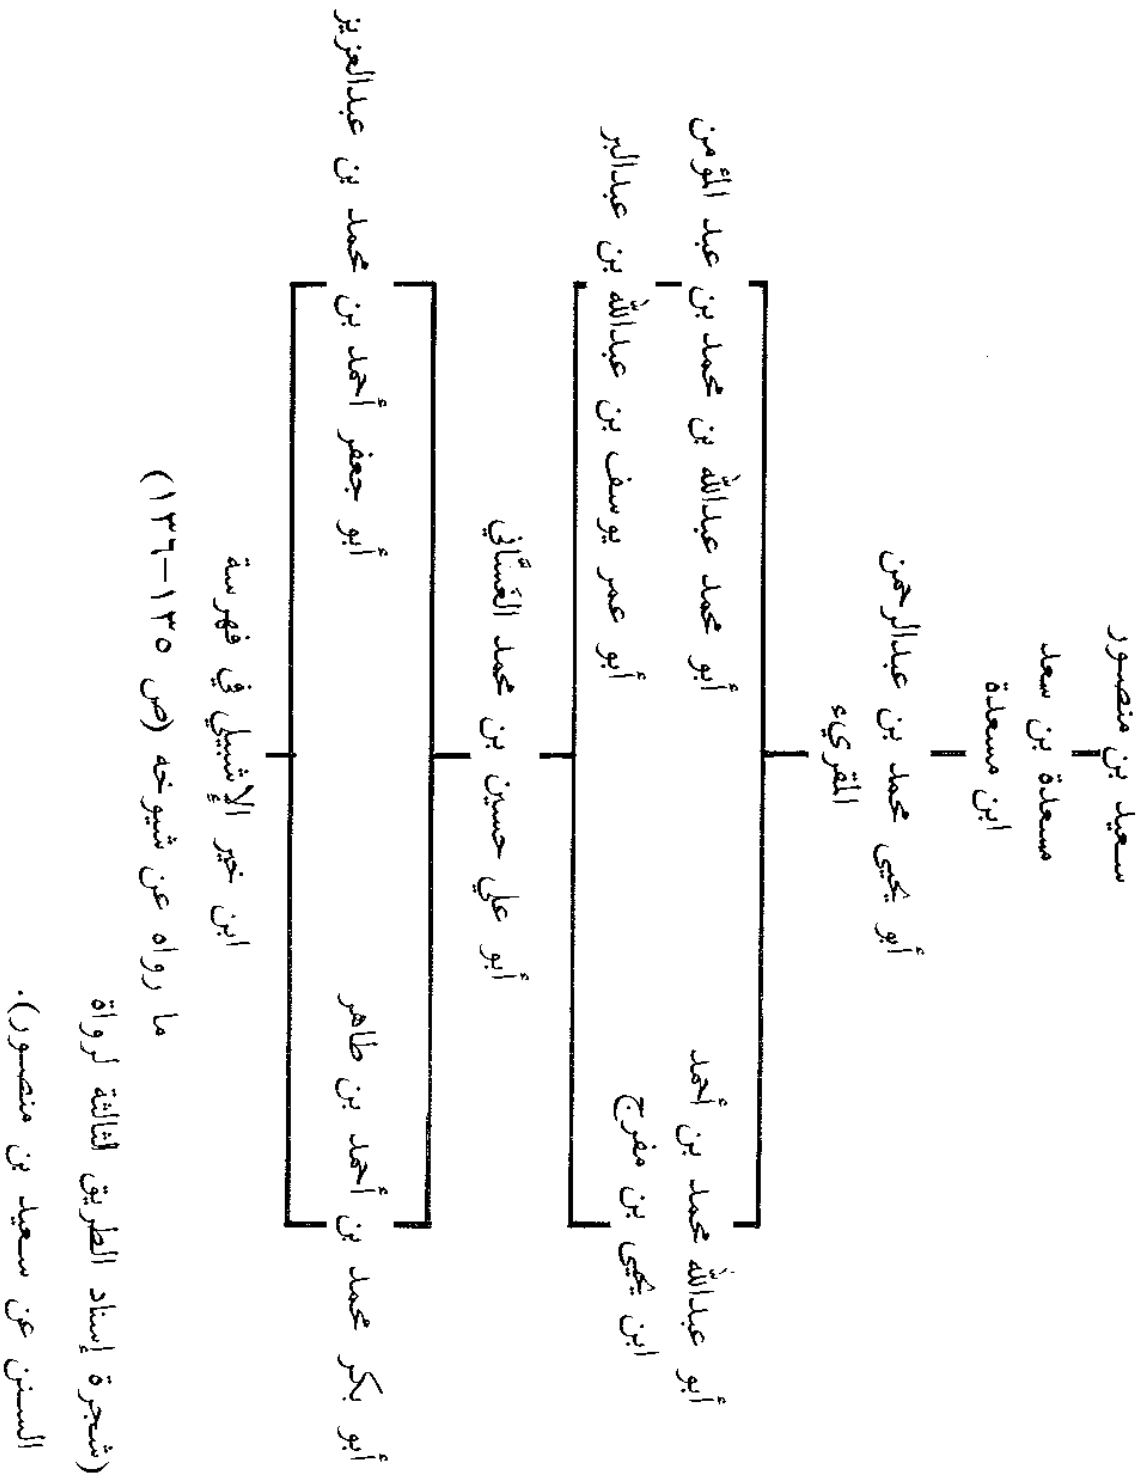 سعيد بن منصور
مسعدة بن سعد
ابن مسعدة
أبو يحيى محمد بن عبدالرحمن
المقريء
أبو عبدالله محمد بن أحمد
ابن يحيى بن مفرج
أبو محمد عبدالله بن محمد بن عبد المؤمن
أبو عمر يوسف بن عبدالله بن عبدالبر
أبو علي حسين بن محمد الغَسَّاني
أبو بكر محمد بن أحمد بن طاهر
أبو جعفر أحمد بن محمد بن عبدالعزيز
ابن خير الإشبيلي في فهرسة
ما رواه عن شيوخه (ص ١٣٥-١٣٦)
(شجرة إسناد الطريق الثالثة لرواة
السنن عن سعيد بن منصور).